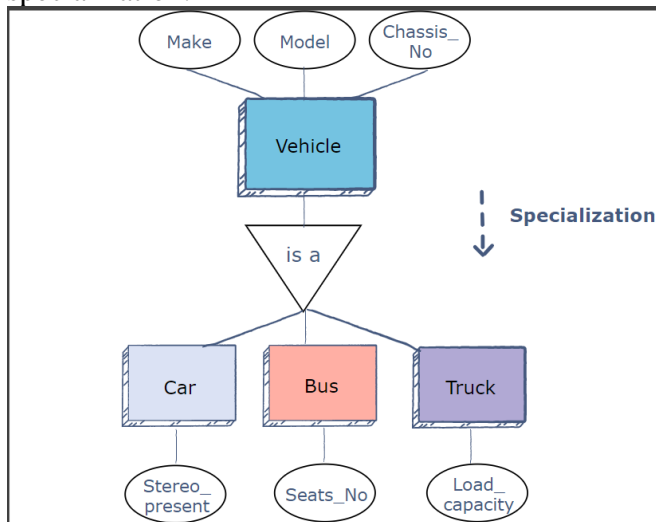 Make
Model
Chassis_
No
Vehicle
Specialization
is a
Car
Bus
Truck
Stereo_
present
Seats_No
Load_
capacity